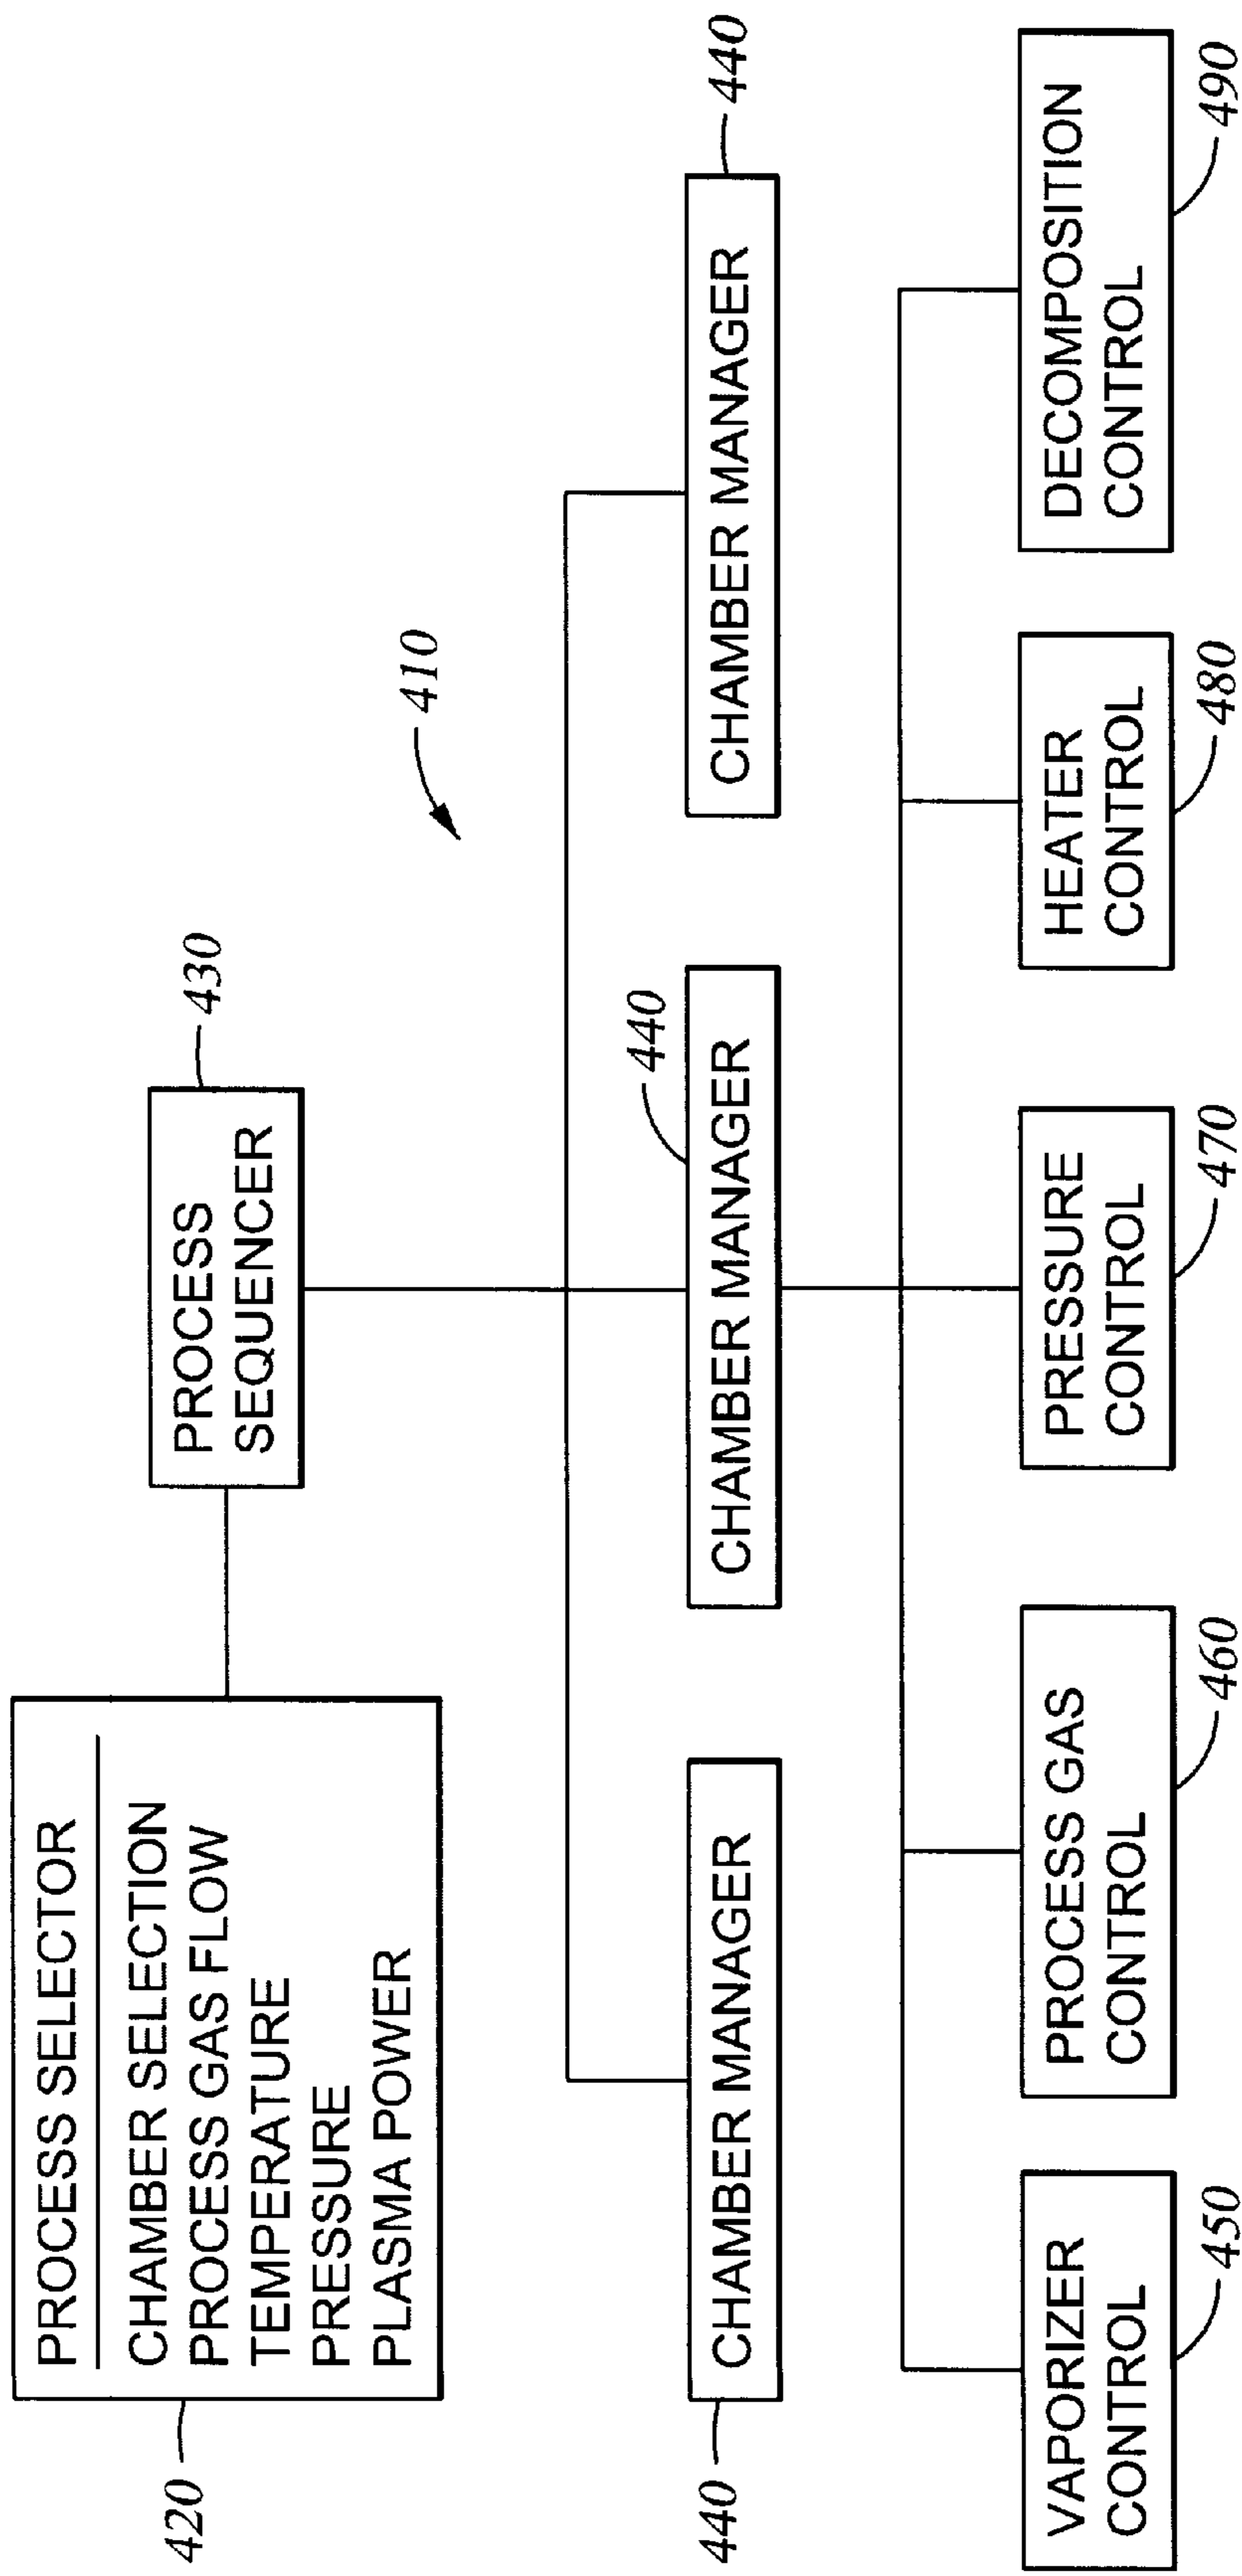 420
PROCESS SELECTOR
CHAMBER SELECTION
PROCESS GAS FLOW
TEMPERATURE
PRESSURE
PLASMA POWER
PROCESS
SEQUENCER
430
410
440
CHAMBER MANAGER
CHAMBER MANAGER
440
CHAMBER MANAGER
440
VAPORIZER
CONTROL
450
PROCESS GAS
CONTROL
460
PRESSURE
CONTROL
470
HEATER
CONTROL
480
DECOMPOSITION
CONTROL
490